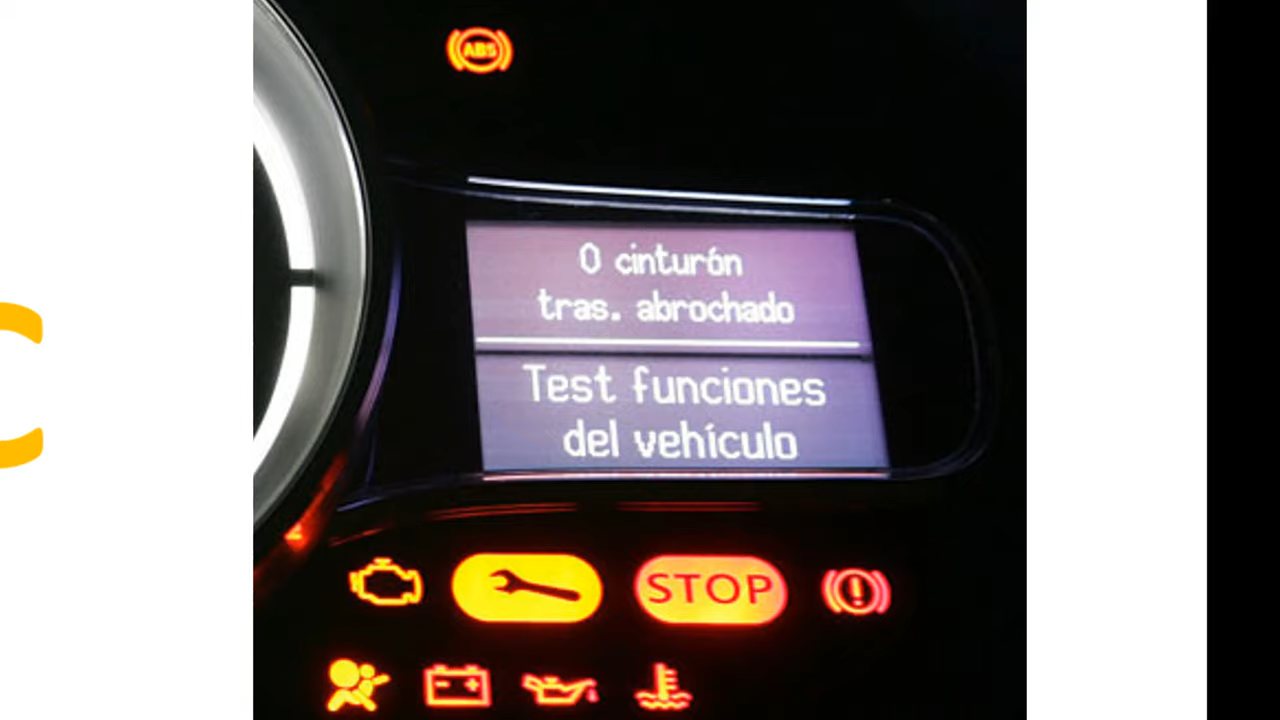 ABS
0 cinturón
tras. abrochado
Test funciones
del vehículo
STOP